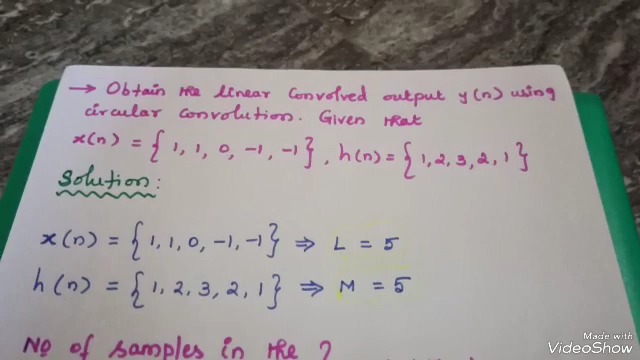 → Obtain the linear convolved output y(n) using
circular convolution. Given that
x(n) = { 1, 1, 0, -1, -1 } , h(n) = { 1, 2, 3, 2, 1 }
Solution:
x(n) = { 1, 1, 0, -1, -1 } ⇒ L = 5
h(n) = { 1, 2, 3, 2, 1 } ⇒ M = 5
No of samples in the
Made with
VideoShow